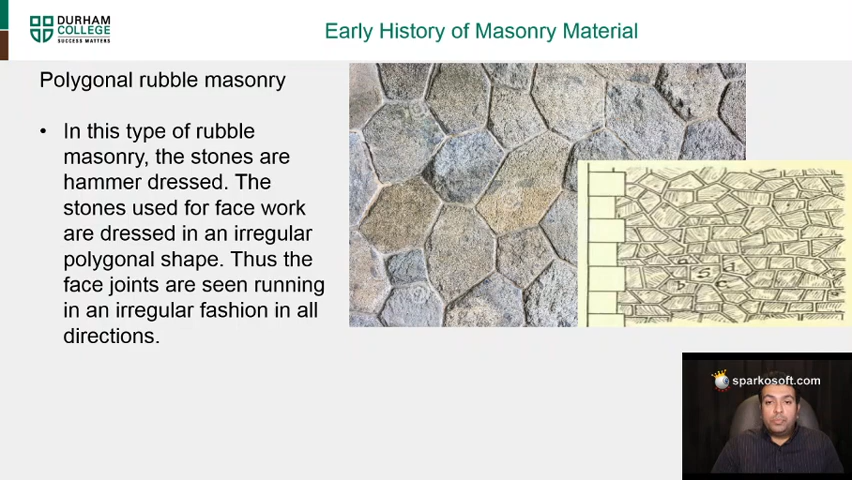 DURHAM
COLLEGE
SUCCESS MATTERS
Early History of Masonry Material
Polygonal rubble masonry
• In this type of rubble
masonry, the stones are
hammer dressed. The
stones used for face work
are dressed in an irregular
polygonal shape. Thus the
face joints are seen running
in an irregular fashion in all
directions.
a d
5
b c
sparkosoft.com